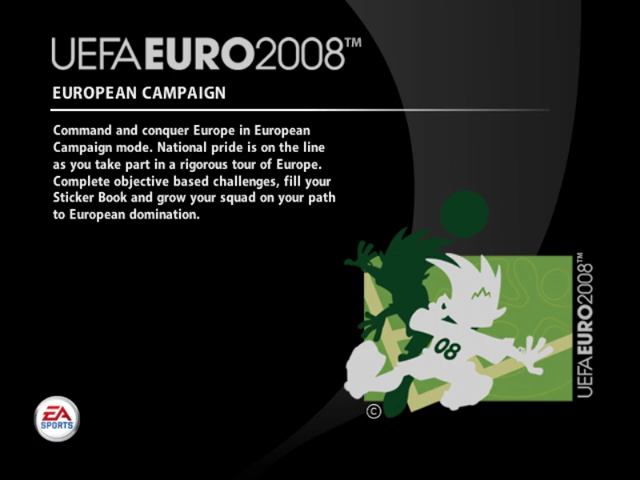 UEFA EURO2008™
EUROPEAN CAMPAIGN
Command and conquer Europe in European
Campaign mode. National pride is on the line
as you take part in a rigorous tour of Europe.
Complete objective based challenges, fill your
Sticker Book and grow your squad on your path
to European domination.
08
UEFA EURO2008™
©
EA
SPORTS